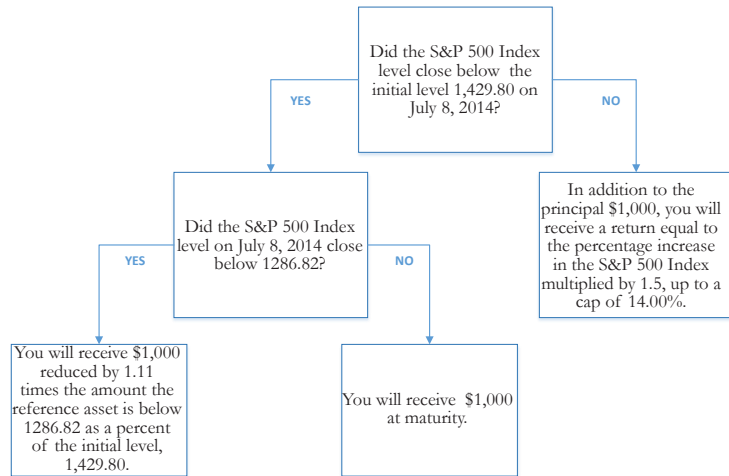 Did the S&P 500 Index
level close below the
initial level 1,429.80 on
July 8, 2014?
YES
NO
Did the S&P 500 Index
level on July 8, 2014 close
below 1286.82?
In addition to the
principal $1,000, you will
receive a return equal to
the percentage increase
in the S&P 500 Index
multiplied by 1.5, up to a
cap of 14.00%.
YES
NO
You will receive $1,000
reduced by 1.11
times the amount the
reference asset is below
1286.82 as a percent
of the initial level,
1,429.80.
You will receive $1,000
at maturity.